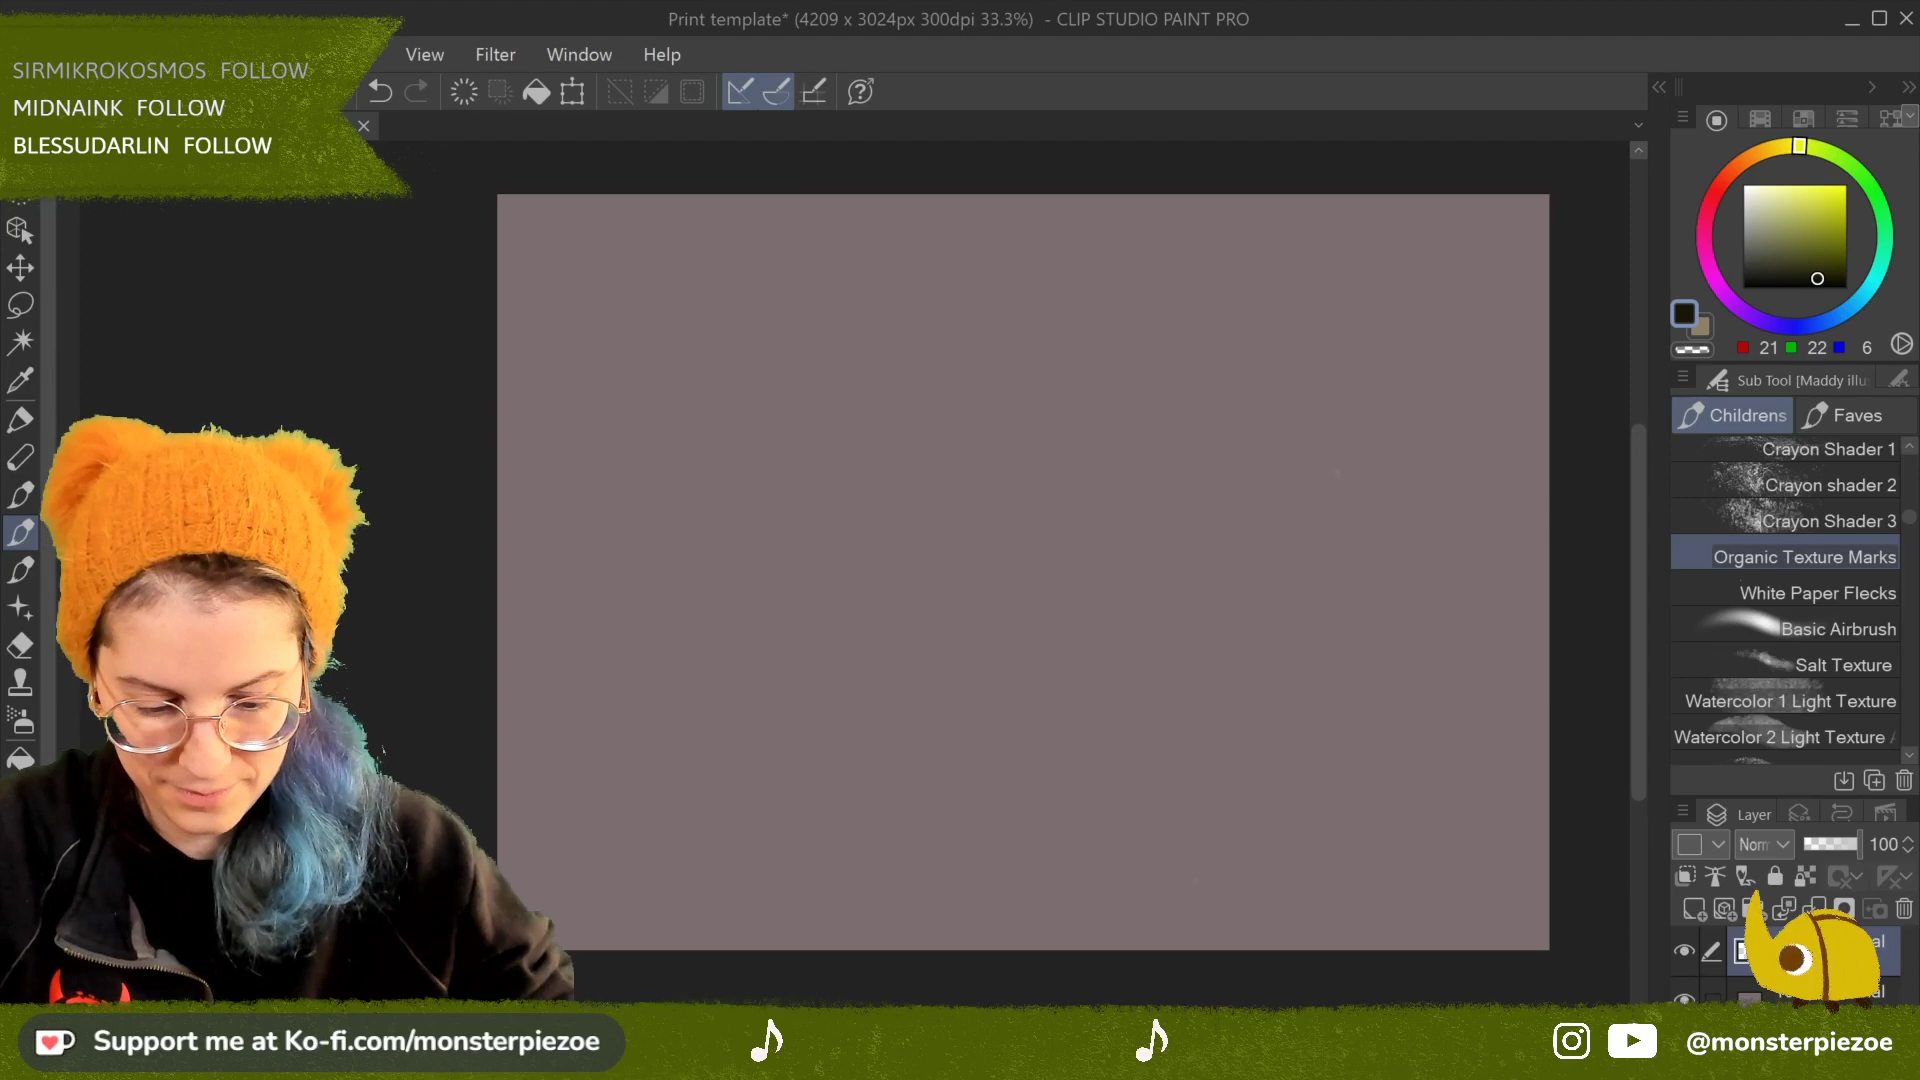 Print template* (4209 x 3024px 300dpi 33.3%) - CLIP STUDIO PAINT PRO
View Filter Window Help
SIRMIKROKOSMOS FOLLOW
MIDNAINK FOLLOW
BLESSUDARLIN FOLLOW
21 22 6
Sub Tool [Maddy illu
Childrens Faves
Crayon Shader 1
Crayon shader 2
Crayon Shader 3
Organic Texture Marks
White Paper Flecks
Basic Airbrush
Salt Texture
Watercolor 1 Light Texture
Watercolor 2 Light Texture
Layer
Norm 100
al
al
Support me at Ko-fi.com/monsterpiezoe
@monsterpiezoe